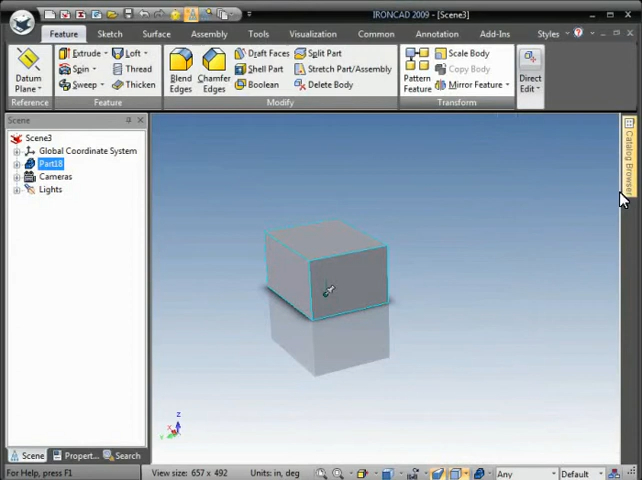 IRONCAD 2009 - [Scene3]
Feature Sketch Surface Assembly Tools Visualization Common Annotation Add-Ins Styles
Extrude Loft Draft Faces Split Part Scale Body
Spin Thread Shell Part Stretch Part/Assembly Copy Body
Sweep Thicken Boolean Delete Body Mirror Feature
Datum Plane Blend Edges Chamfer Edges Pattern Feature Direct Edit
Reference Feature Modify Transform
Scene
Scene3
Global Coordinate System
Part18
Cameras
Lights
Catalog Browser
Z
X
Y
Scene Propert... Search
For Help, press F1 View size: 657 x 492 Units: in, deg Any Default